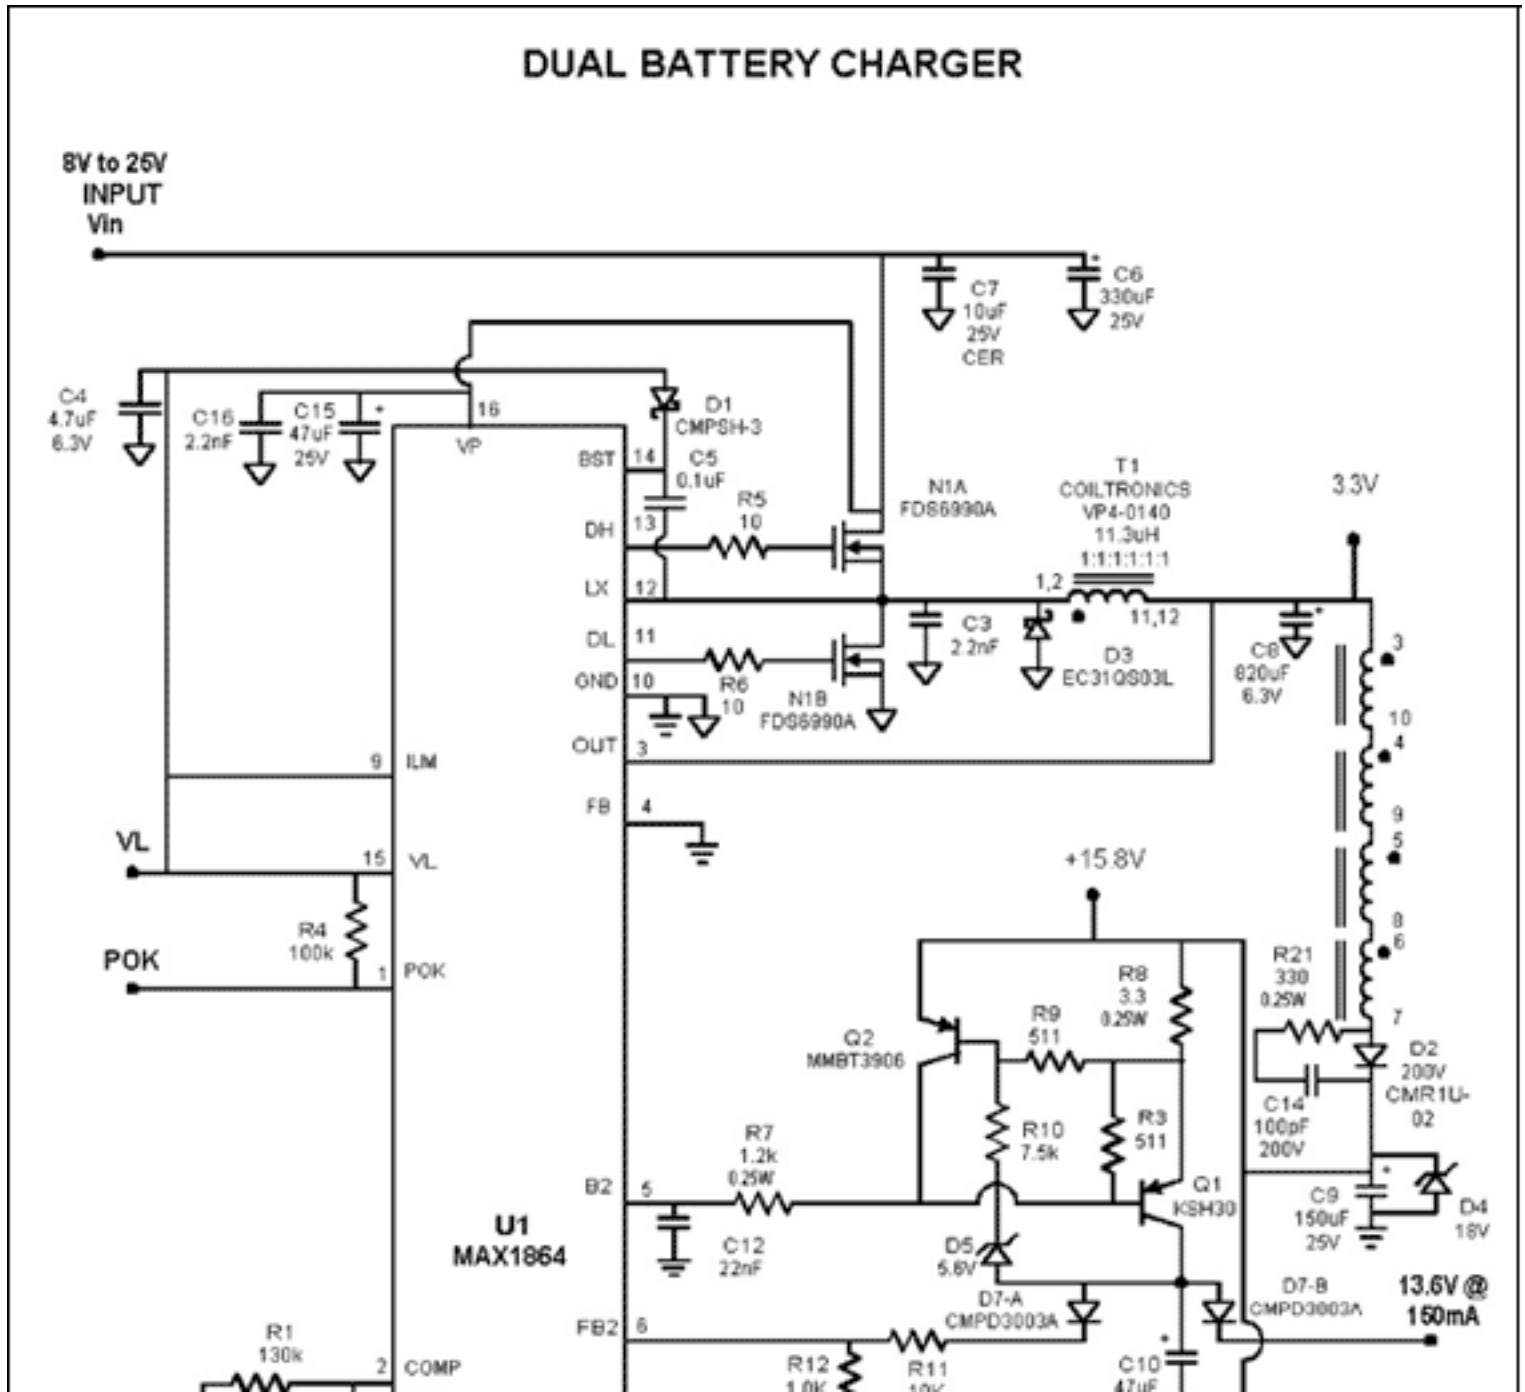 DUAL BATTERY CHARGER
8V to 25V
INPUT
Vin
C7
10uF
25V
CER
+
C6
330uF
25V
C4
4.7uF
6.3V
C16
2.2nF
C15
47uF
25V
+
16
VP
D1
CMPSH-3
BST
14
C5
0.1uF
DH
13
R5
10
N1A
FDS6990A
T1
COILTRONICS
VP4-0140
11.3uH
1:1:1:1:1:1
3.3V
LX
12
1,2
11,12
C3
2.2nF
D3
EC31QS03L
+
C8
820uF
6.3V
DL
11
R6
10
N1B
FDS6990A
GND
10
OUT
3
FB
4
9
ILIM
VL
15
VL
R4
100k
POK
1
POK
3
10
4
9
5
8
6
7
+15.8V
R21
330
0.25W
R8
3.3
0.25W
R9
511
Q2
MMBT3906
D2
200V
CMR1U-
02
C14
100pF
200V
R10
7.5k
R3
511
R7
1.2k
0.25W
B2
5
Q1
KSH30
+
C9
150uF
25V
D4
18V
U1
MAX1864
C12
22nF
D5
5.6V
D7-A
CMPD3003A
D7-B
CMPD3003A
13.6V @
150mA
FB2
6
R1
130k
2
COMP
R12
1.0K
R11
10K
+
C10
47uF